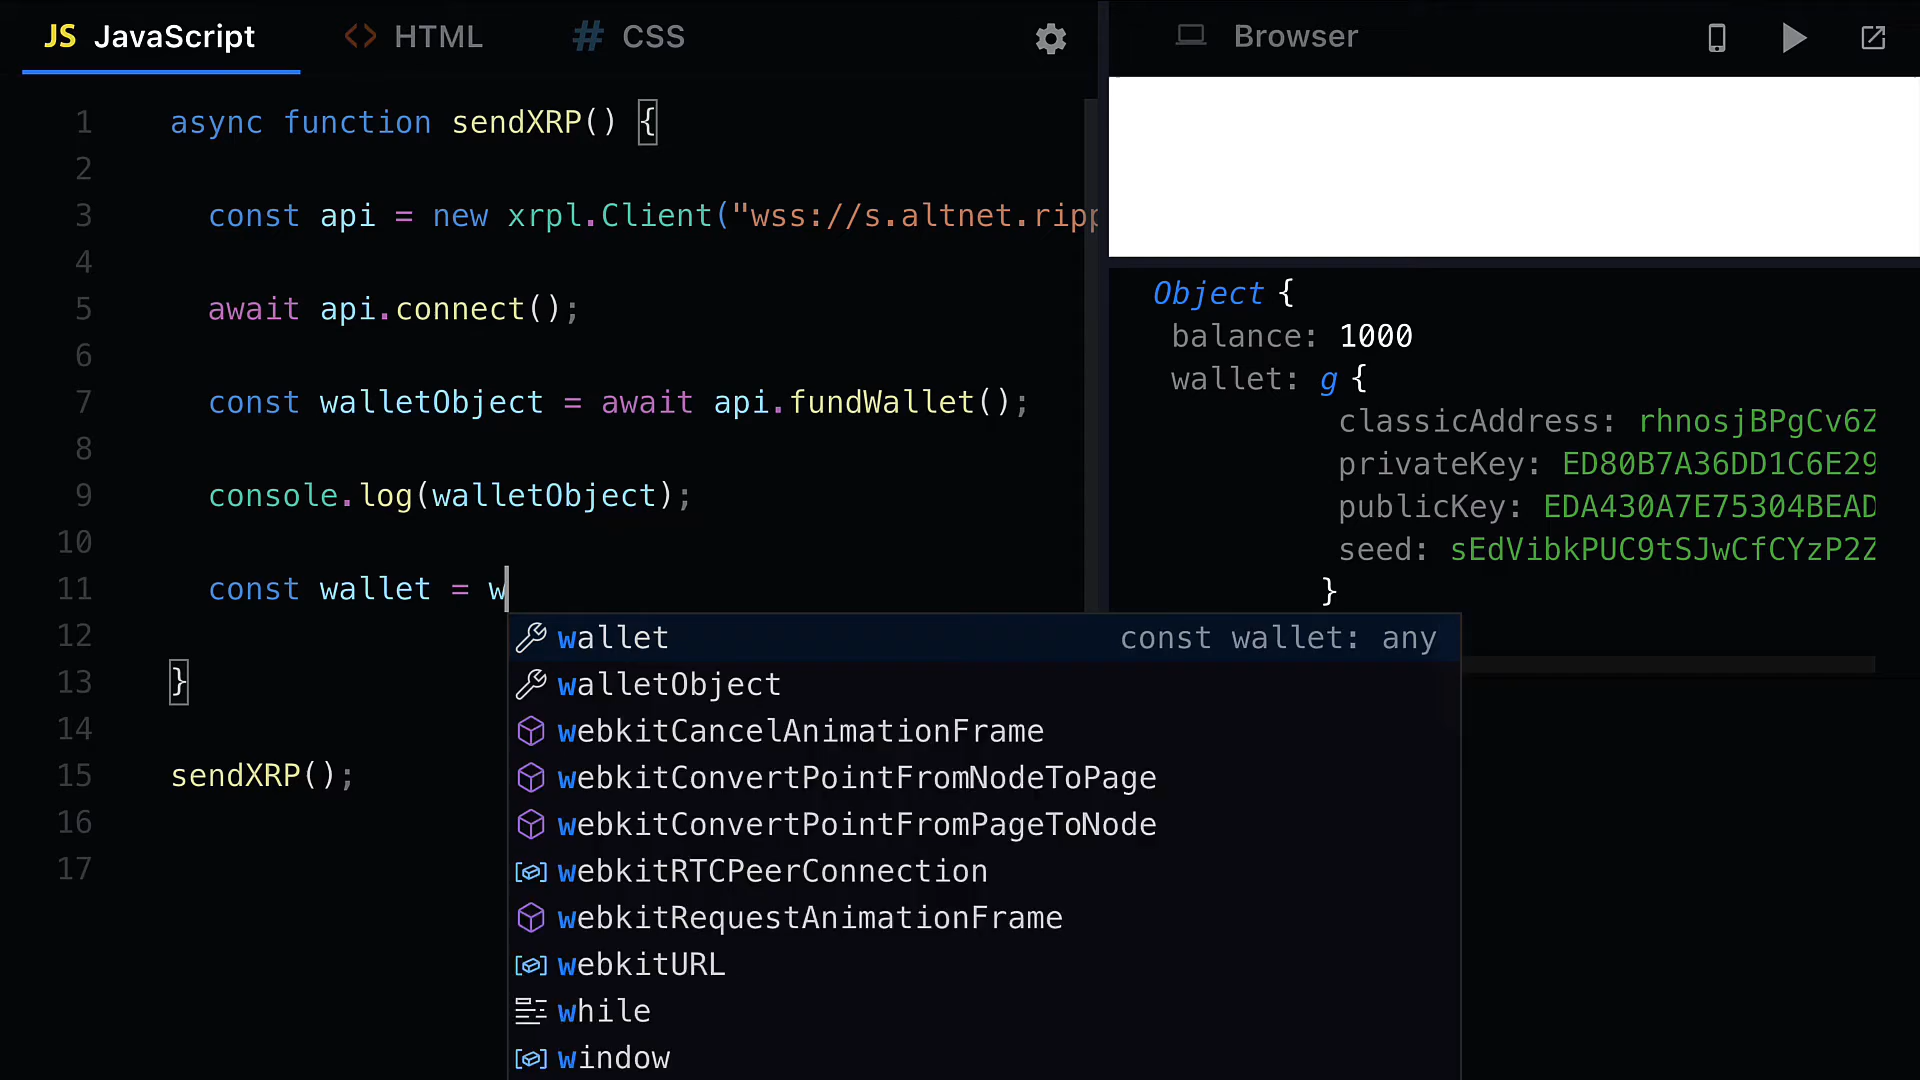 JS JavaScript
<> HTML
# CSS
Browser
1 async function sendXRP() {
2
3 const api = new xrpl.Client("wss://s.altnet.ripp
4
5 await api.connect();
6
7 const walletObject = await api.fundWallet();
8
9 console.log(walletObject);
10
11 const wallet = w
12
13 }
14
15 sendXRP();
16
17
wallet const wallet: any
walletObject
webkitCancelAnimationFrame
webkitConvertPointFromNodeToPage
webkitConvertPointFromPageToNode
webkitRTCPeerConnection
webkitRequestAnimationFrame
webkitURL
while
window
Object {
balance: 1000
wallet: g {
classicAddress: rhnosjBPgCv6Z
privateKey: ED80B7A36DD1C6E29
publicKey: EDA430A7E75304BEAD
seed: sEdVibkPUC9tSJwCfCYzP2Z
}